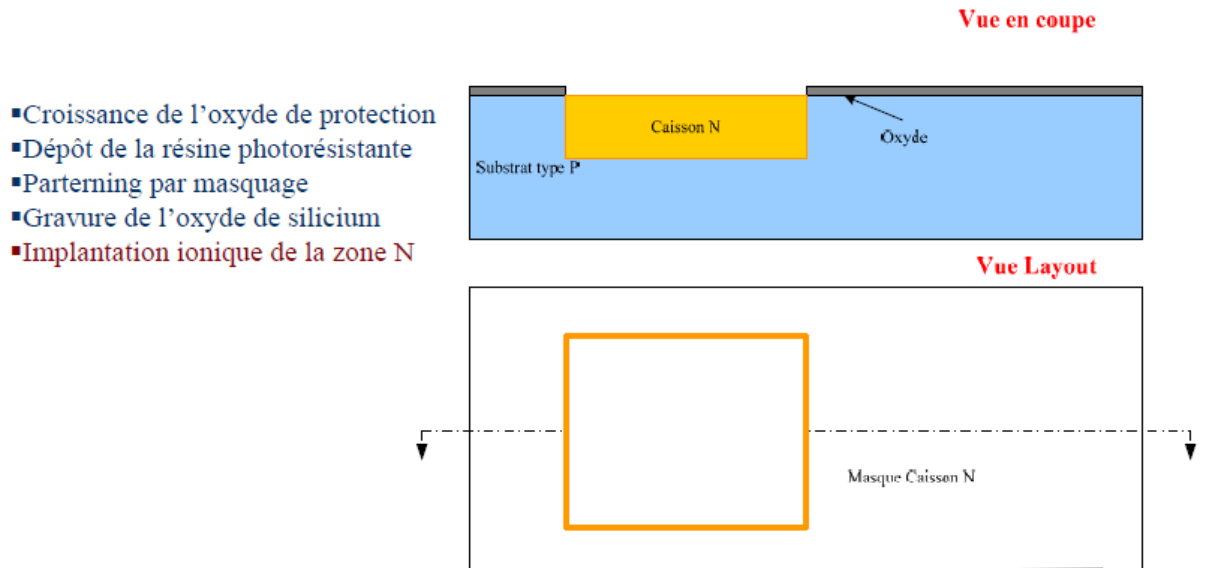 Vue en coupe
▪Croissance de l’oxyde de protection
▪Dépôt de la résine photorésistante
▪Parterning par masquage
▪Gravure de l’oxyde de silicium
▪Implantation ionique de la zone N
Caisson N
Oxyde
Substrat type P
Vue Layout
Masque Caisson N